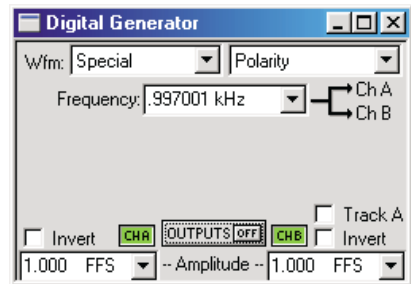 Digital Generator
Wfm: Special Polarity
Frequency: .997001 kHz Ch A
Ch B
Track A
Invert CHA OUTPUTS OFF CHB Invert
1.000 FFS -- Amplitude -- 1.000 FFS